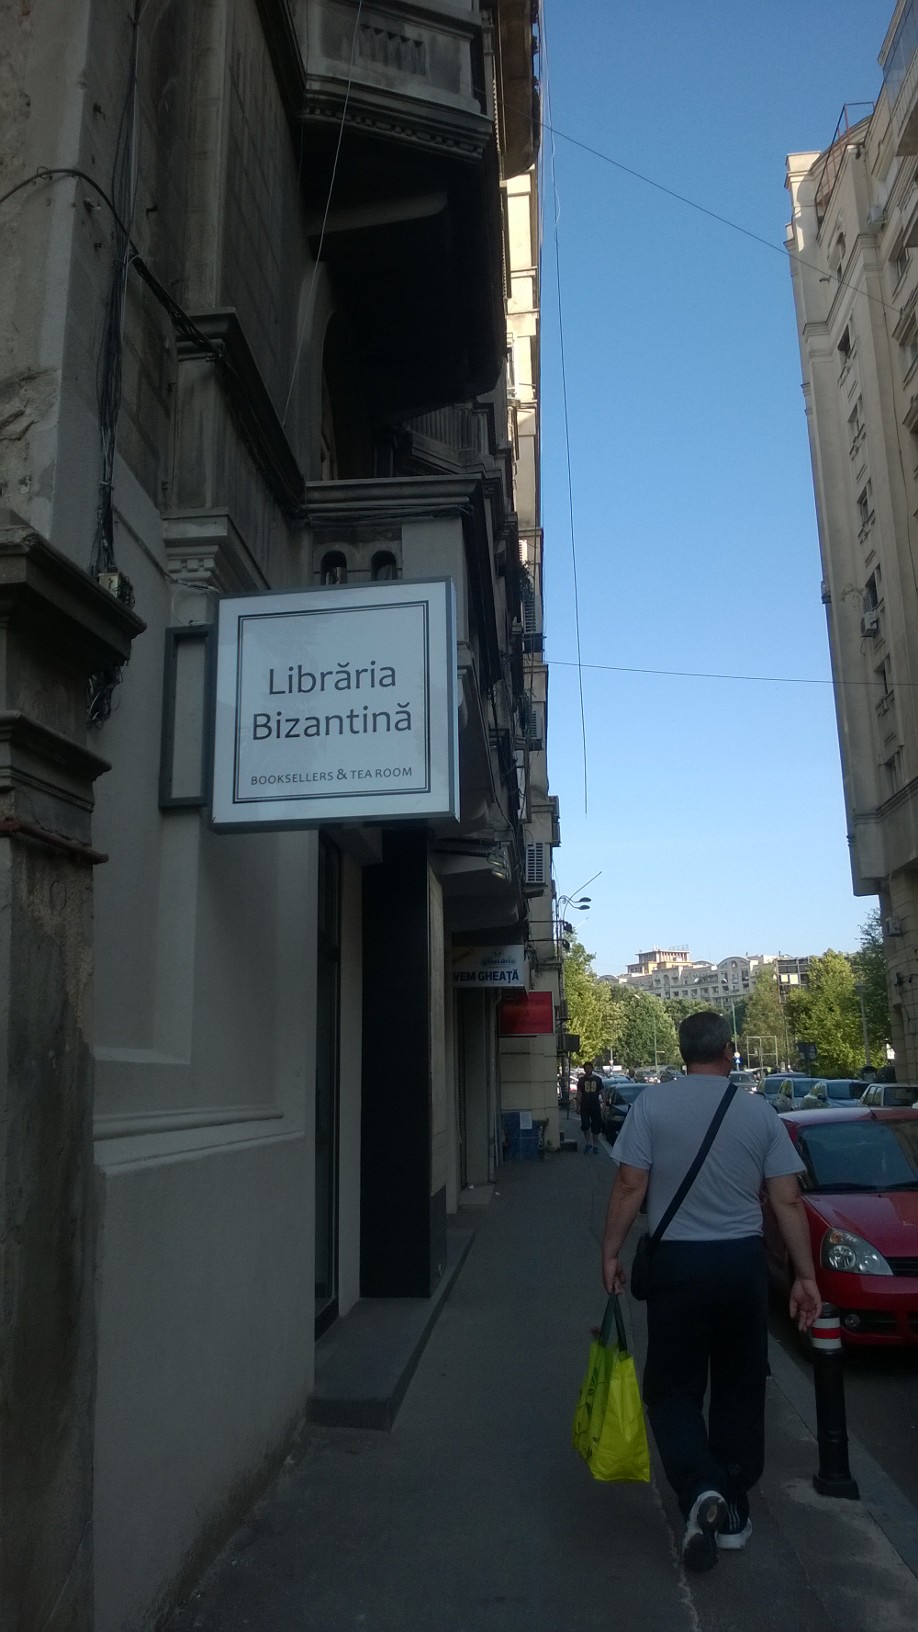 Librăria
Bizantină
BOOKSELLERS & TEA ROOM
VEM GHEAȚĂ